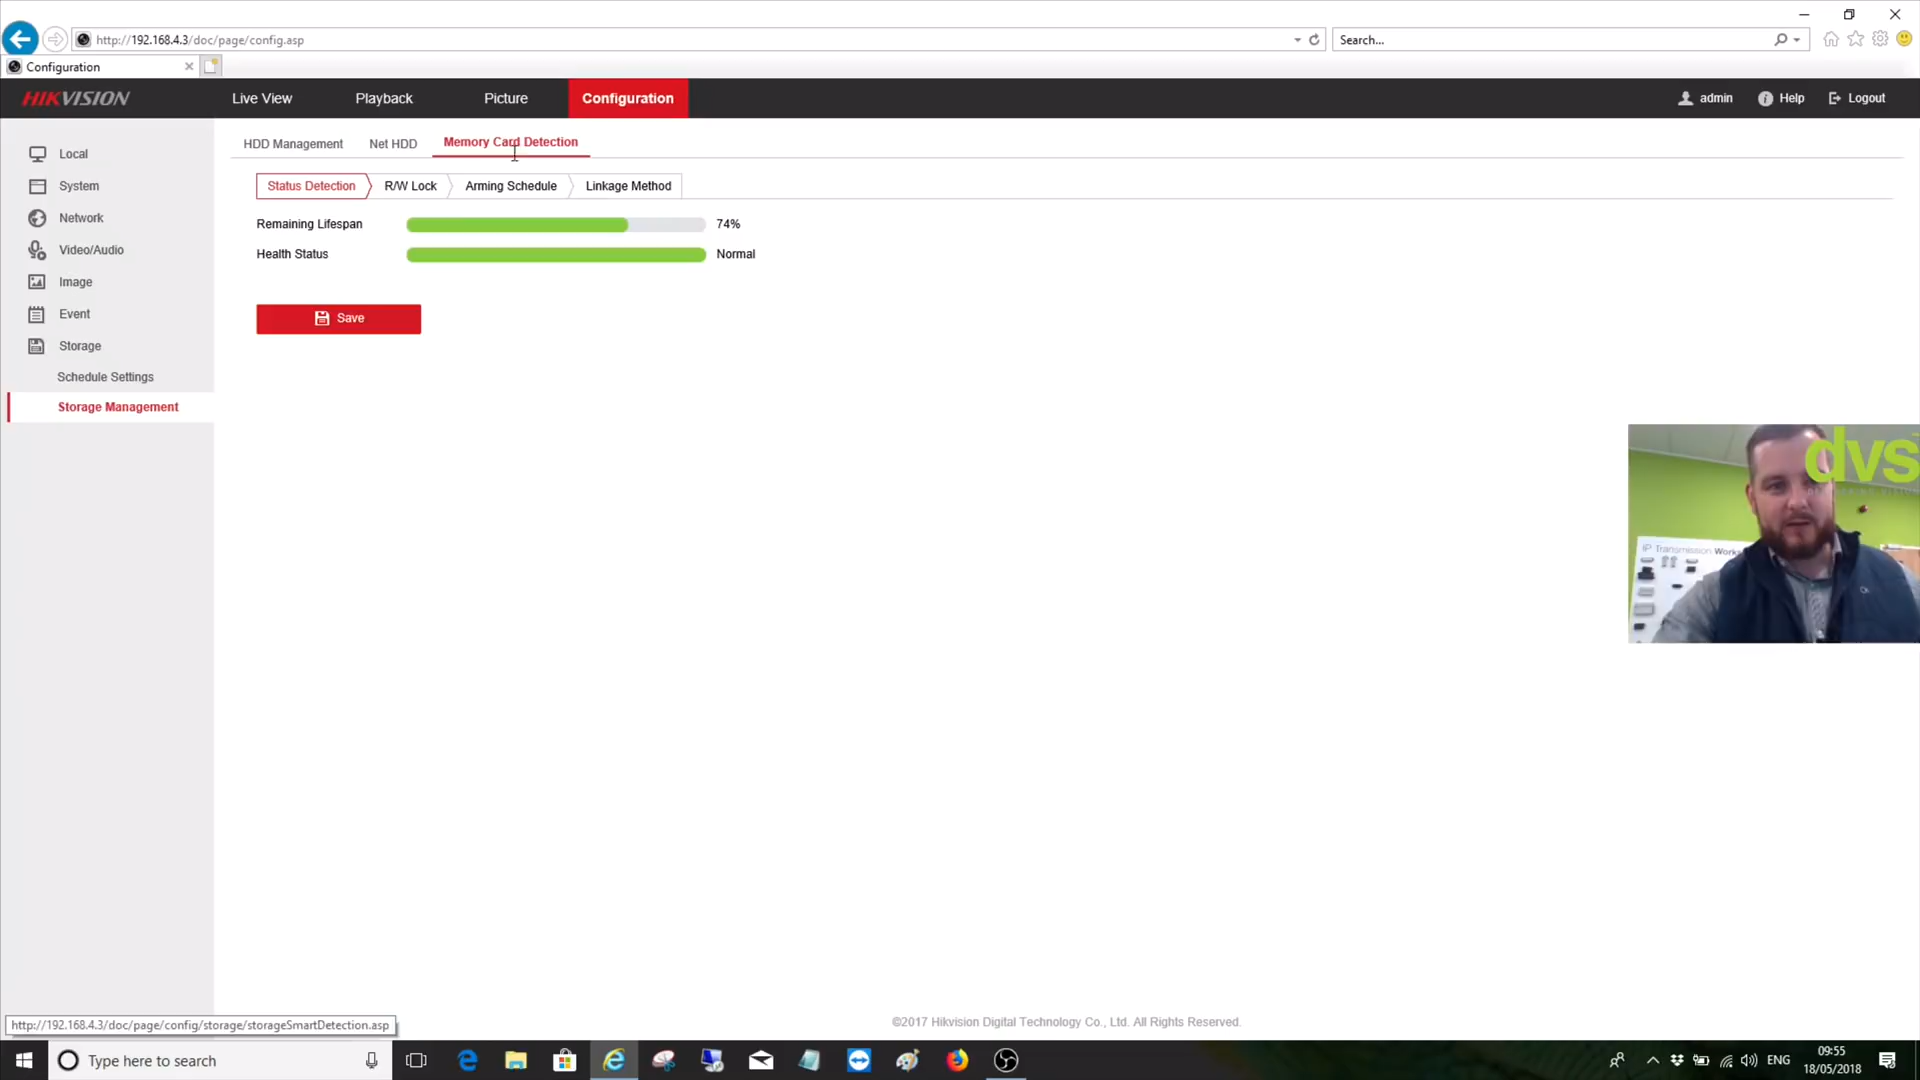 http://192.168.4.3/doc/page/config.asp
Search...
Configuration
HIKVISION
Live View
Playback
Picture
Configuration
admin
Help
Logout
Local
System
Network
Video/Audio
Image
Event
Storage
Schedule Settings
Storage Management
HDD Management
Net HDD
Memory Card Detection
Status Detection
R/W Lock
Arming Schedule
Linkage Method
Remaining Lifespan
74%
Health Status
Normal
Save
dvs
IP Transmission Works
©2017 Hikvision Digital Technology Co., Ltd. All Rights Reserved.
http://192.168.4.3/doc/page/config/storage/storageSmartDetection.asp
Type here to search
ENG
09:55
18/05/2018